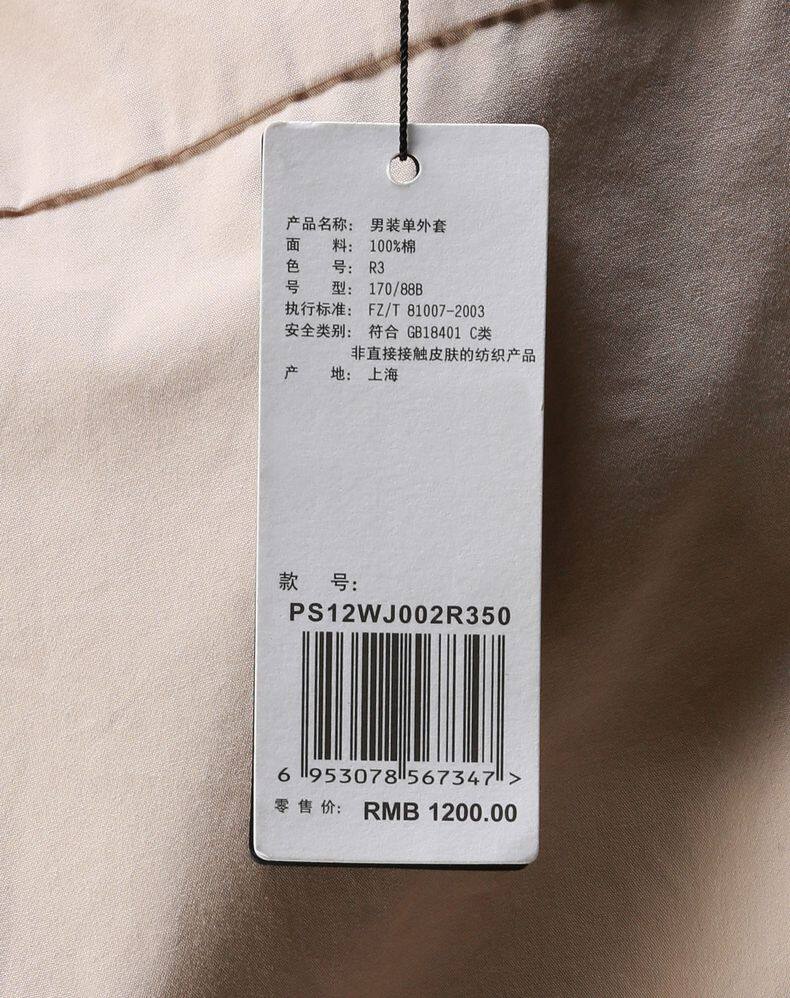 产品名称: 男装单外套
面 料: 100%棉
色 号: R3
号 型: 170/88B
执行标准: FZ/T 81007-2003
安全类别: 符合 GB18401 C类
非直接接触皮肤的纺织产品
产 地: 上海
款 号:
PS12WJ002R350
6 953078 567347 >
零 售 价: RMB 1200.00